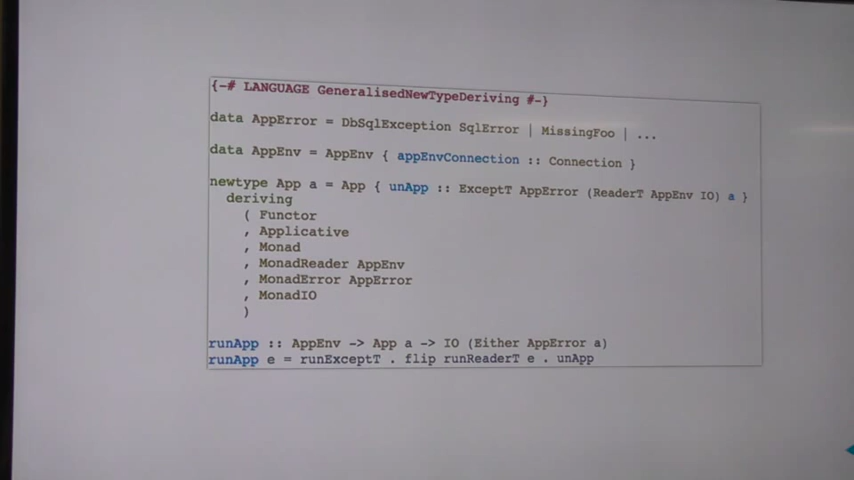 {-# LANGUAGE GeneralisedNewTypeDeriving #-}
data AppError = DbSqlException SqlError | MissingFoo | ...
data AppEnv = AppEnv { appEnvConnection :: Connection }
newtype App a = App { unApp :: ExceptT AppError (ReaderT AppEnv IO) a }
deriving
( Functor
, Applicative
, Monad
, MonadReader AppEnv
, MonadError AppError
, MonadIO
)
runApp :: AppEnv -> App a -> IO (Either AppError a)
runApp e = runExceptT . flip runReaderT e . unApp